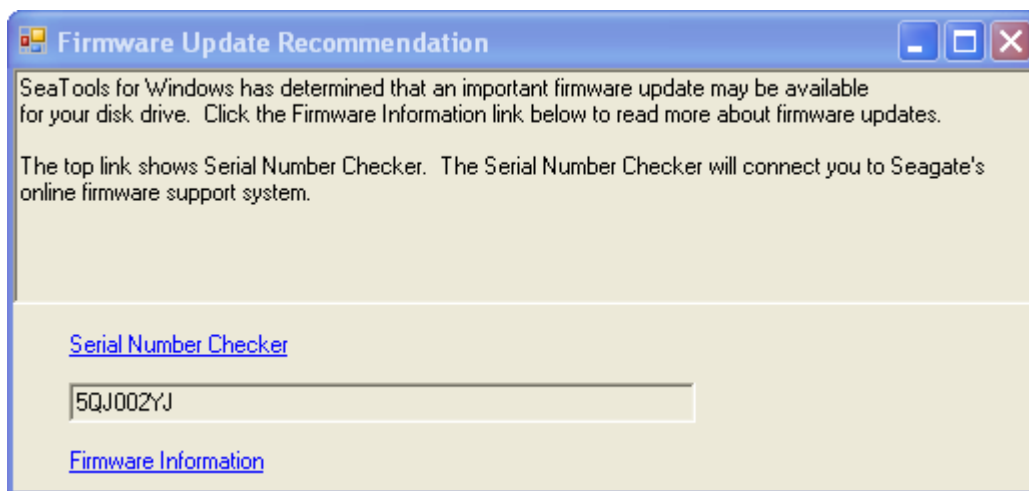 Firmware Update Recommendation
SeaTools for Windows has determined that an important firmware update may be available
for your disk drive.  Click the Firmware Information link below to read more about firmware updates.
The top link shows Serial Number Checker.  The Serial Number Checker will connect you to Seagate's
online firmware support system.
Serial Number Checker
5QJ002YJ
Firmware Information